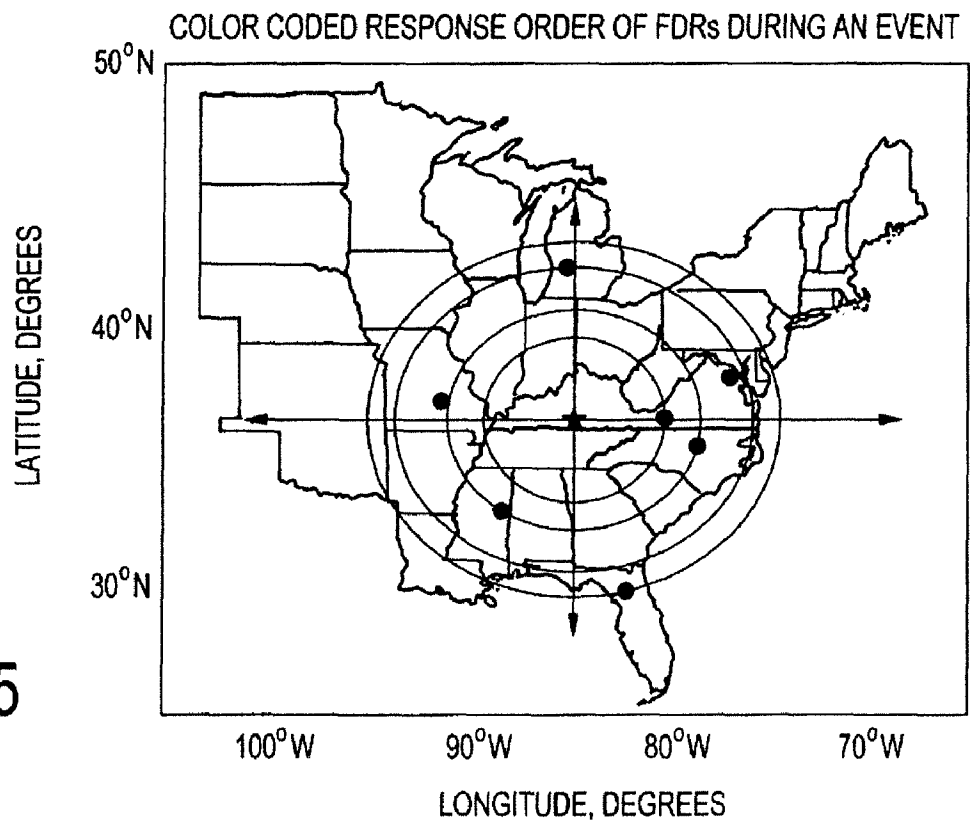 COLOR CODED RESPONSE ORDER OF FDRs DURING AN EVENT
50°N
40°N
30°N
LATITUDE, DEGREES
100°W 90°W 80°W 70°W
LONGITUDE, DEGREES